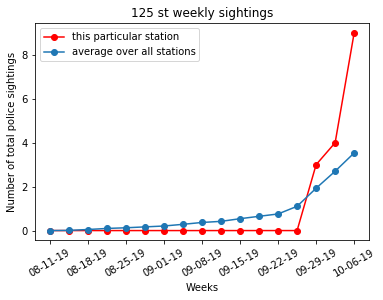 125 st weekly sightings
this particular station
average over all stations
Number of total police sightings
8
6
4
2
0
08-11-19
08-18-19
08-25-19
09-01-19
09-08-19
09-15-19
09-22-19
09-29-19
10-06-19
Weeks